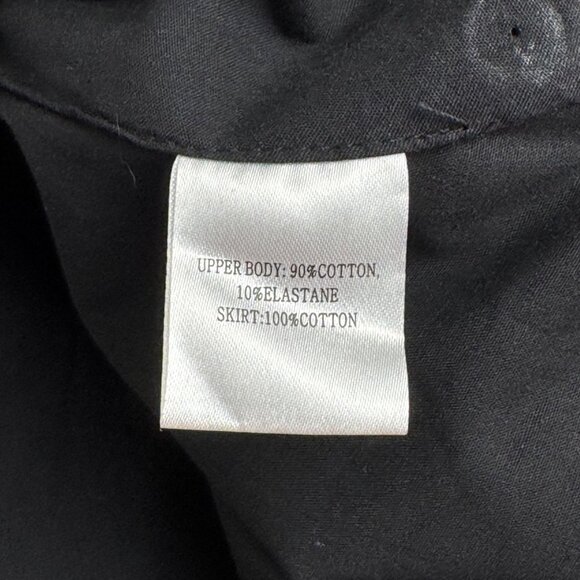 UPPER BODY: 90%COTTON,
10%ELASTANE
SKIRT:100%COTTON